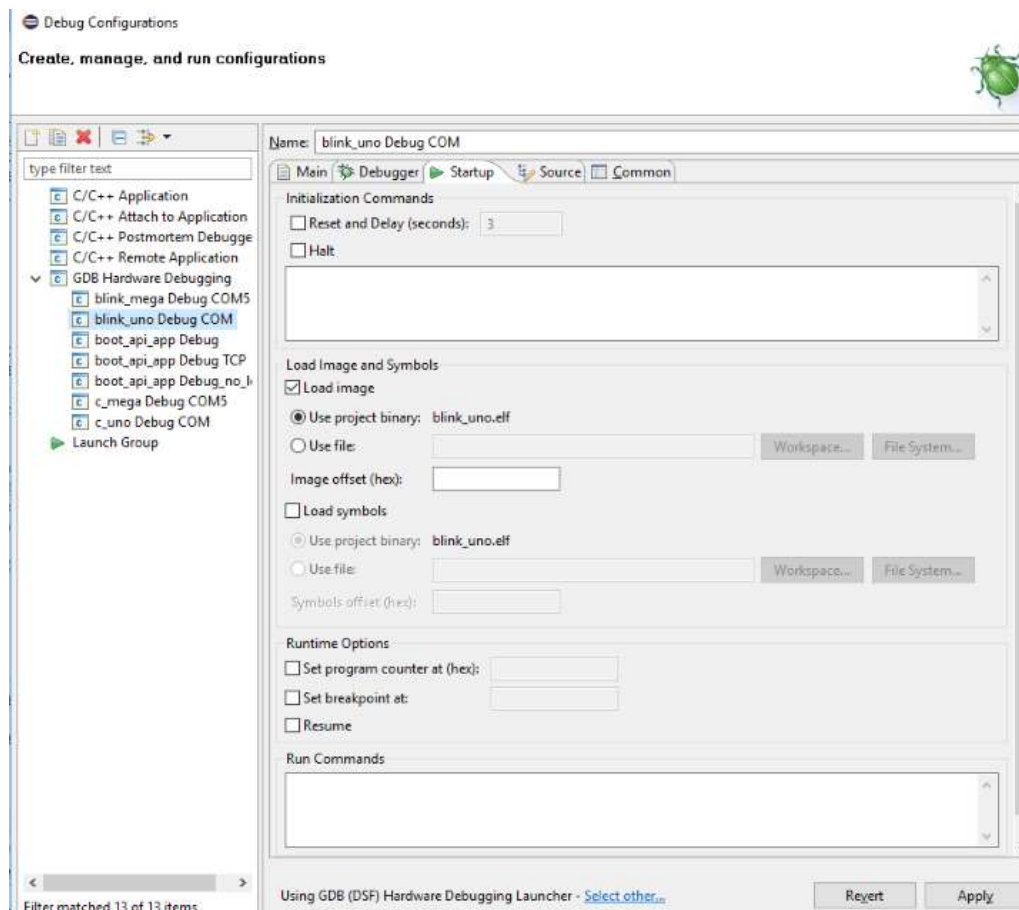 Debug Configurations
Create, manage, and run configurations
type filter text
C/C++ Application
C/C++ Attach to Application
C/C++ Postmortem Debugge
C/C++ Remote Application
GDB Hardware Debugging
blink_mega Debug COM5
blink_uno Debug COM
boot_api_app Debug
boot_api_app Debug TCP
boot_api_app Debug_no_l
c_mega Debug COM5
c_uno Debug COM
Launch Group
Filter matched 13 of 13 items
Name: blink_uno Debug COM
Main Debugger Startup Source Common
Initialization Commands
Reset and Delay (seconds): 3
Halt
Load Image and Symbols
Load image
Use project binary: blink_uno.elf
Use file: Workspace... File System...
Image offset (hex):
Load symbols
Use project binary: blink_uno.elf
Use file: Workspace... File System...
Symbols offset (hex):
Runtime Options
Set program counter at (hex):
Set breakpoint at:
Resume
Run Commands
Using GDB (DSF) Hardware Debugging Launcher - Select other...
Revert Apply